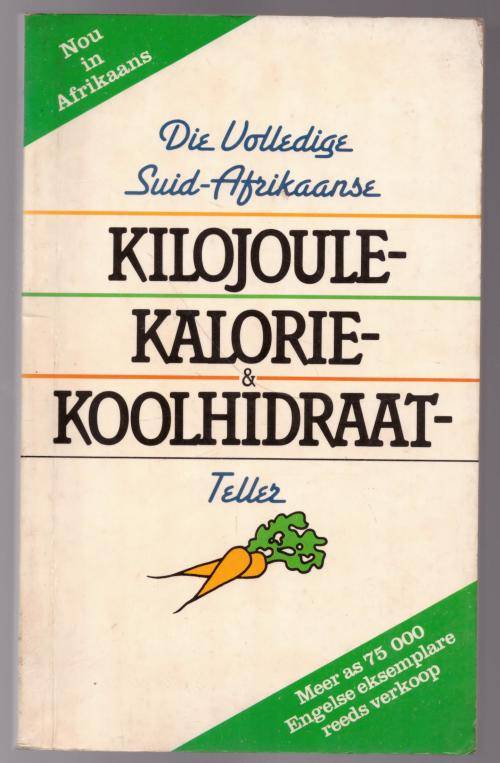 Nou
in
Afrikaans
Die Volledige
Suid-Afrikaanse
KILOJOULE-
KALORIE-
&
KOOLHIDRAAT-
Teller
Meer as 75 000
Engelse eksemplare
reeds verkoop